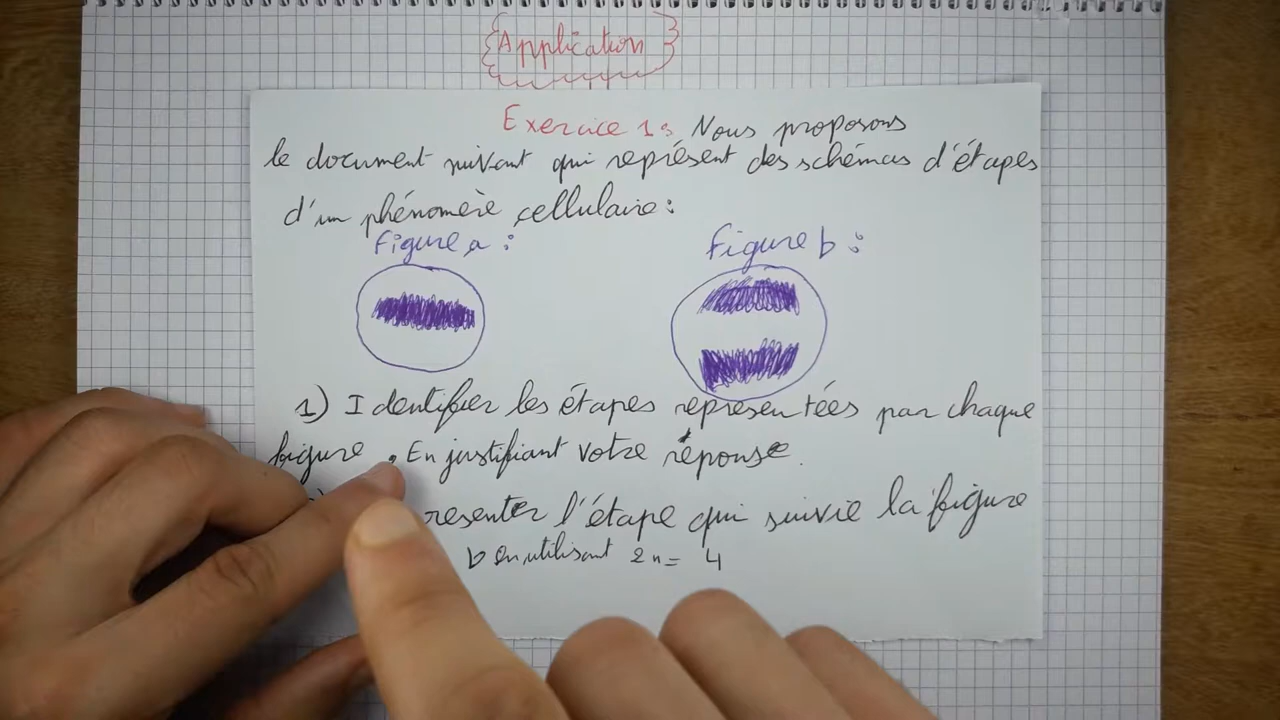 Application
Exercice 1: Nous proposons
le document suivant qui représent des schémas d'étapes
d'un phénomène cellulaire:
Figure a :
Figure b :
1) Identifier les étapes représentées par chaque
figure. En justifiant votre réponse.
resenter l'étape qui suivie la figure
b en utilisant 2n = 4